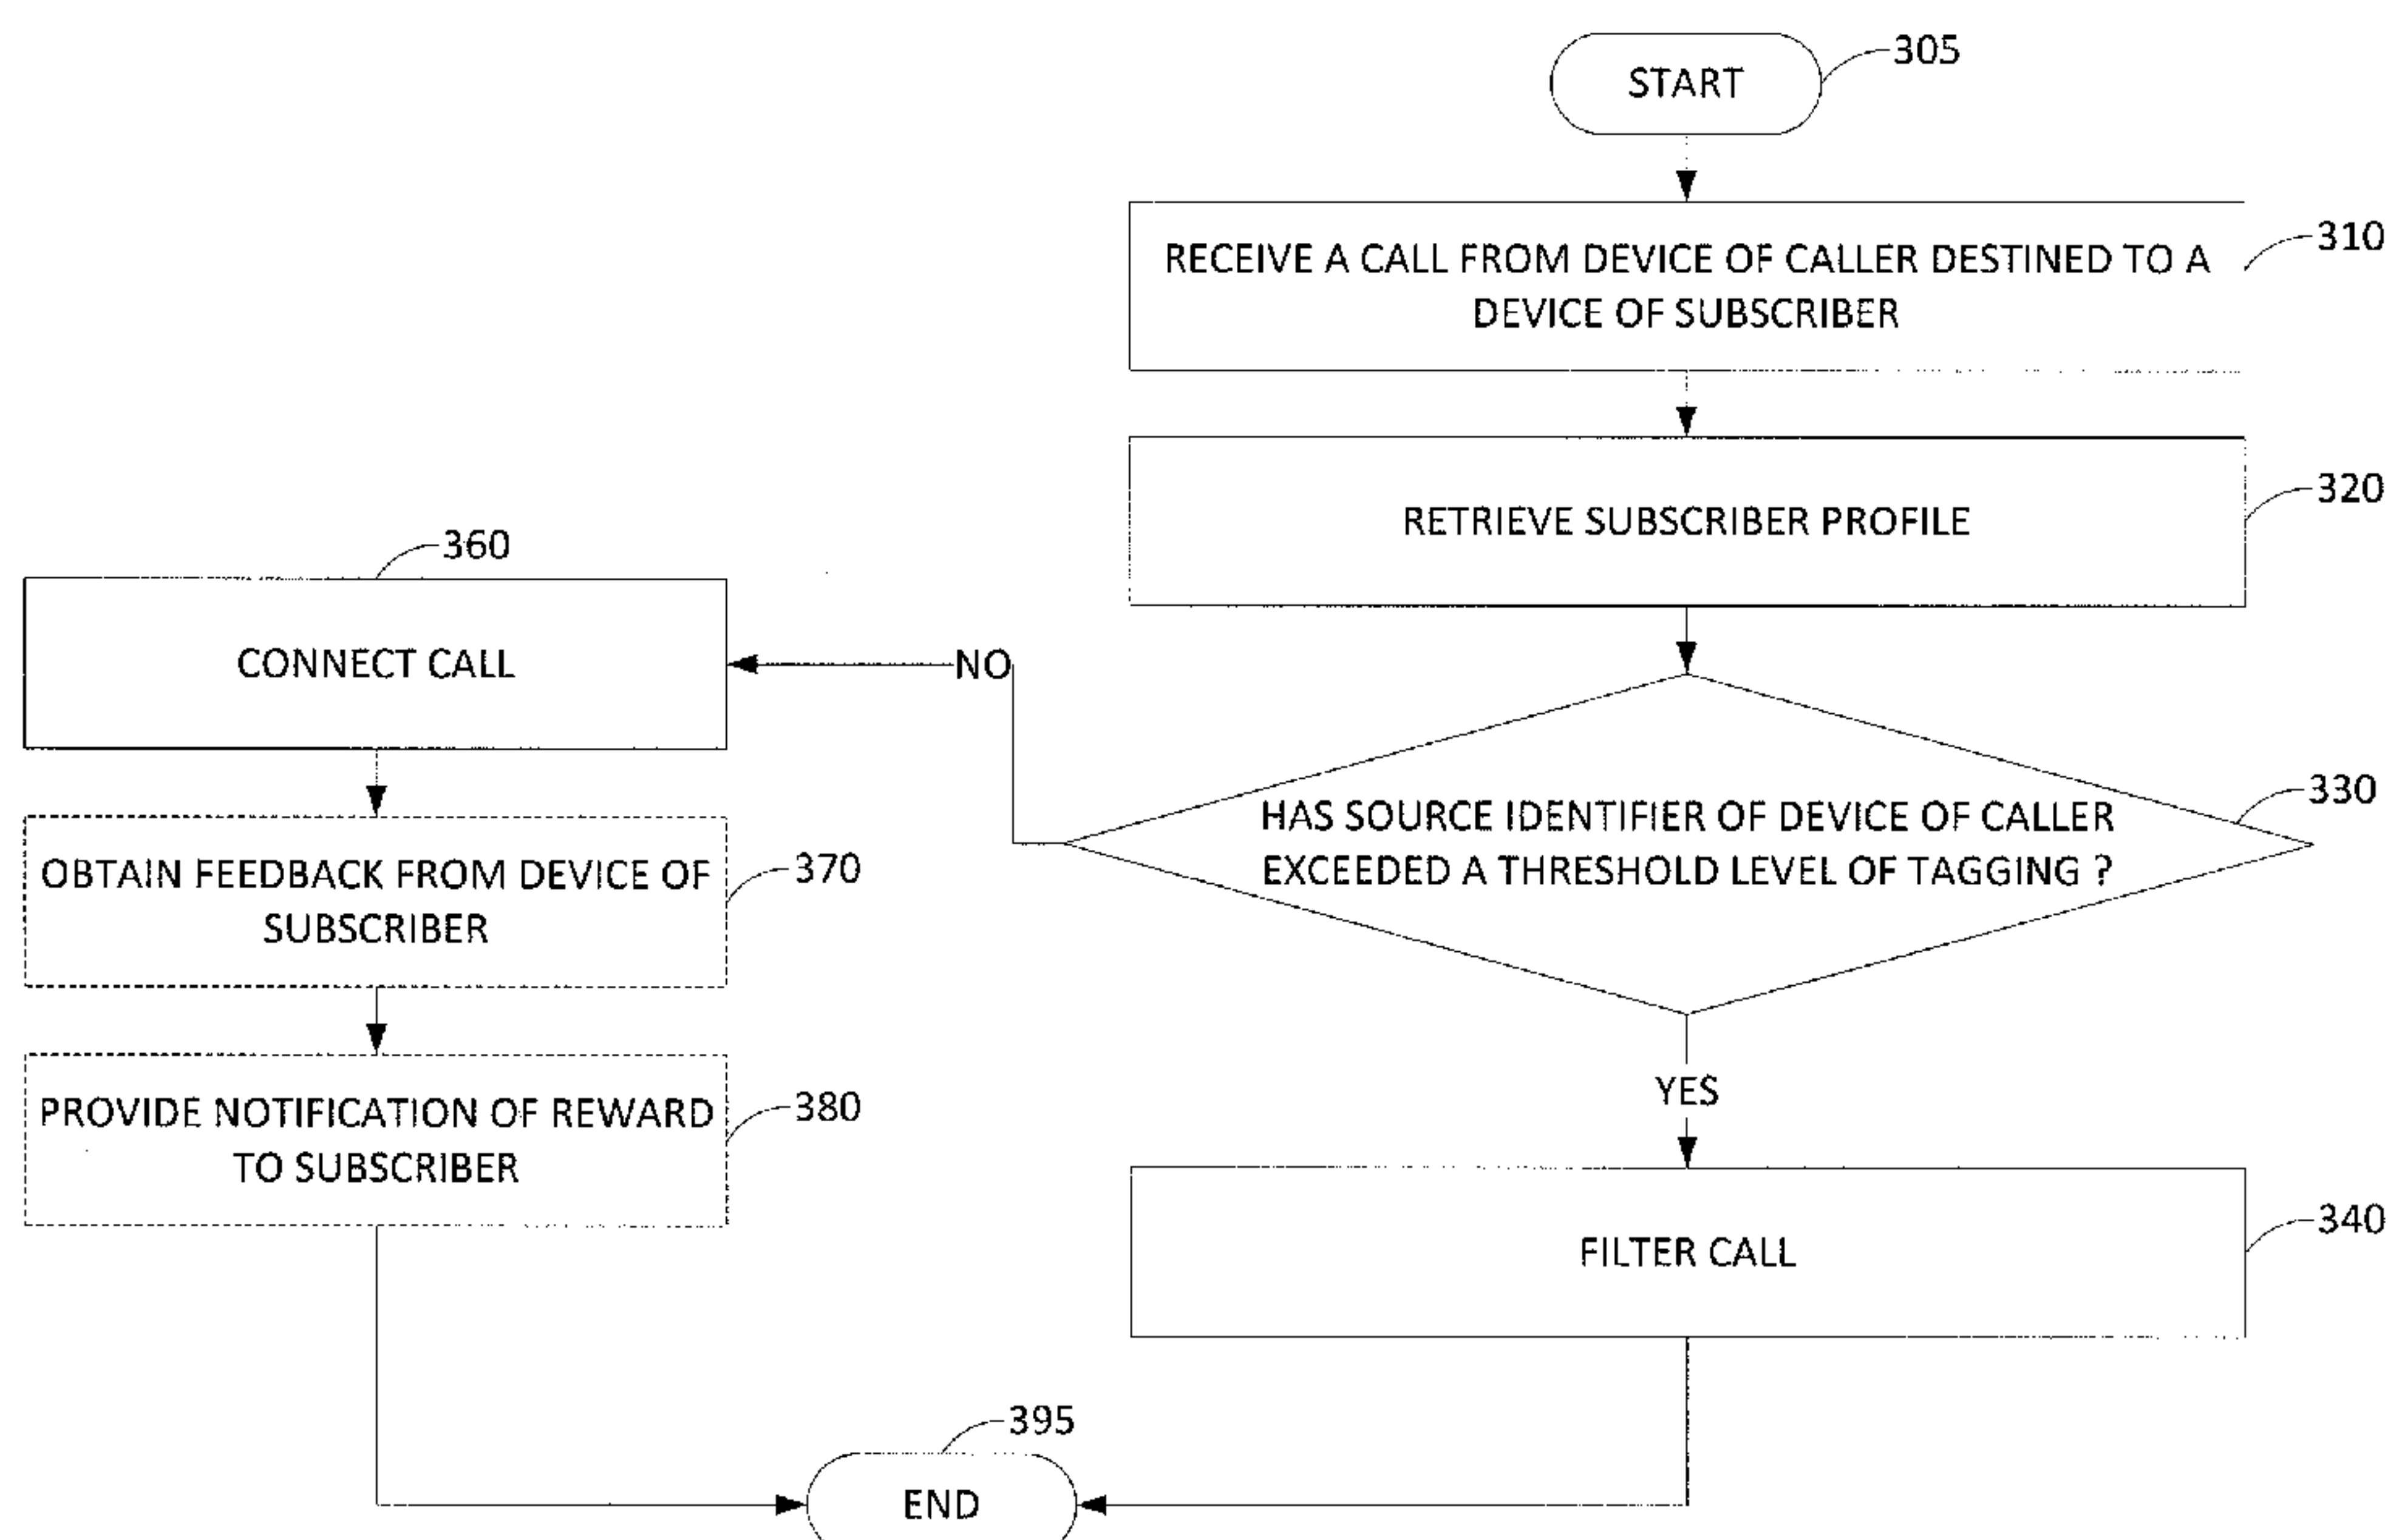 START
305
RECEIVE A CALL FROM DEVICE OF CALLER DESTINED TO A
DEVICE OF SUBSCRIBER
310
RETRIEVE SUBSCRIBER PROFILE
320
HAS SOURCE IDENTIFIER OF DEVICE OF CALLER
EXCEEDED A THRESHOLD LEVEL OF TAGGING ?
330
NO
360
CONNECT CALL
OBTAIN FEEDBACK FROM DEVICE OF
SUBSCRIBER
370
PROVIDE NOTIFICATION OF REWARD
TO SUBSCRIBER
380
YES
FILTER CALL
340
395
END